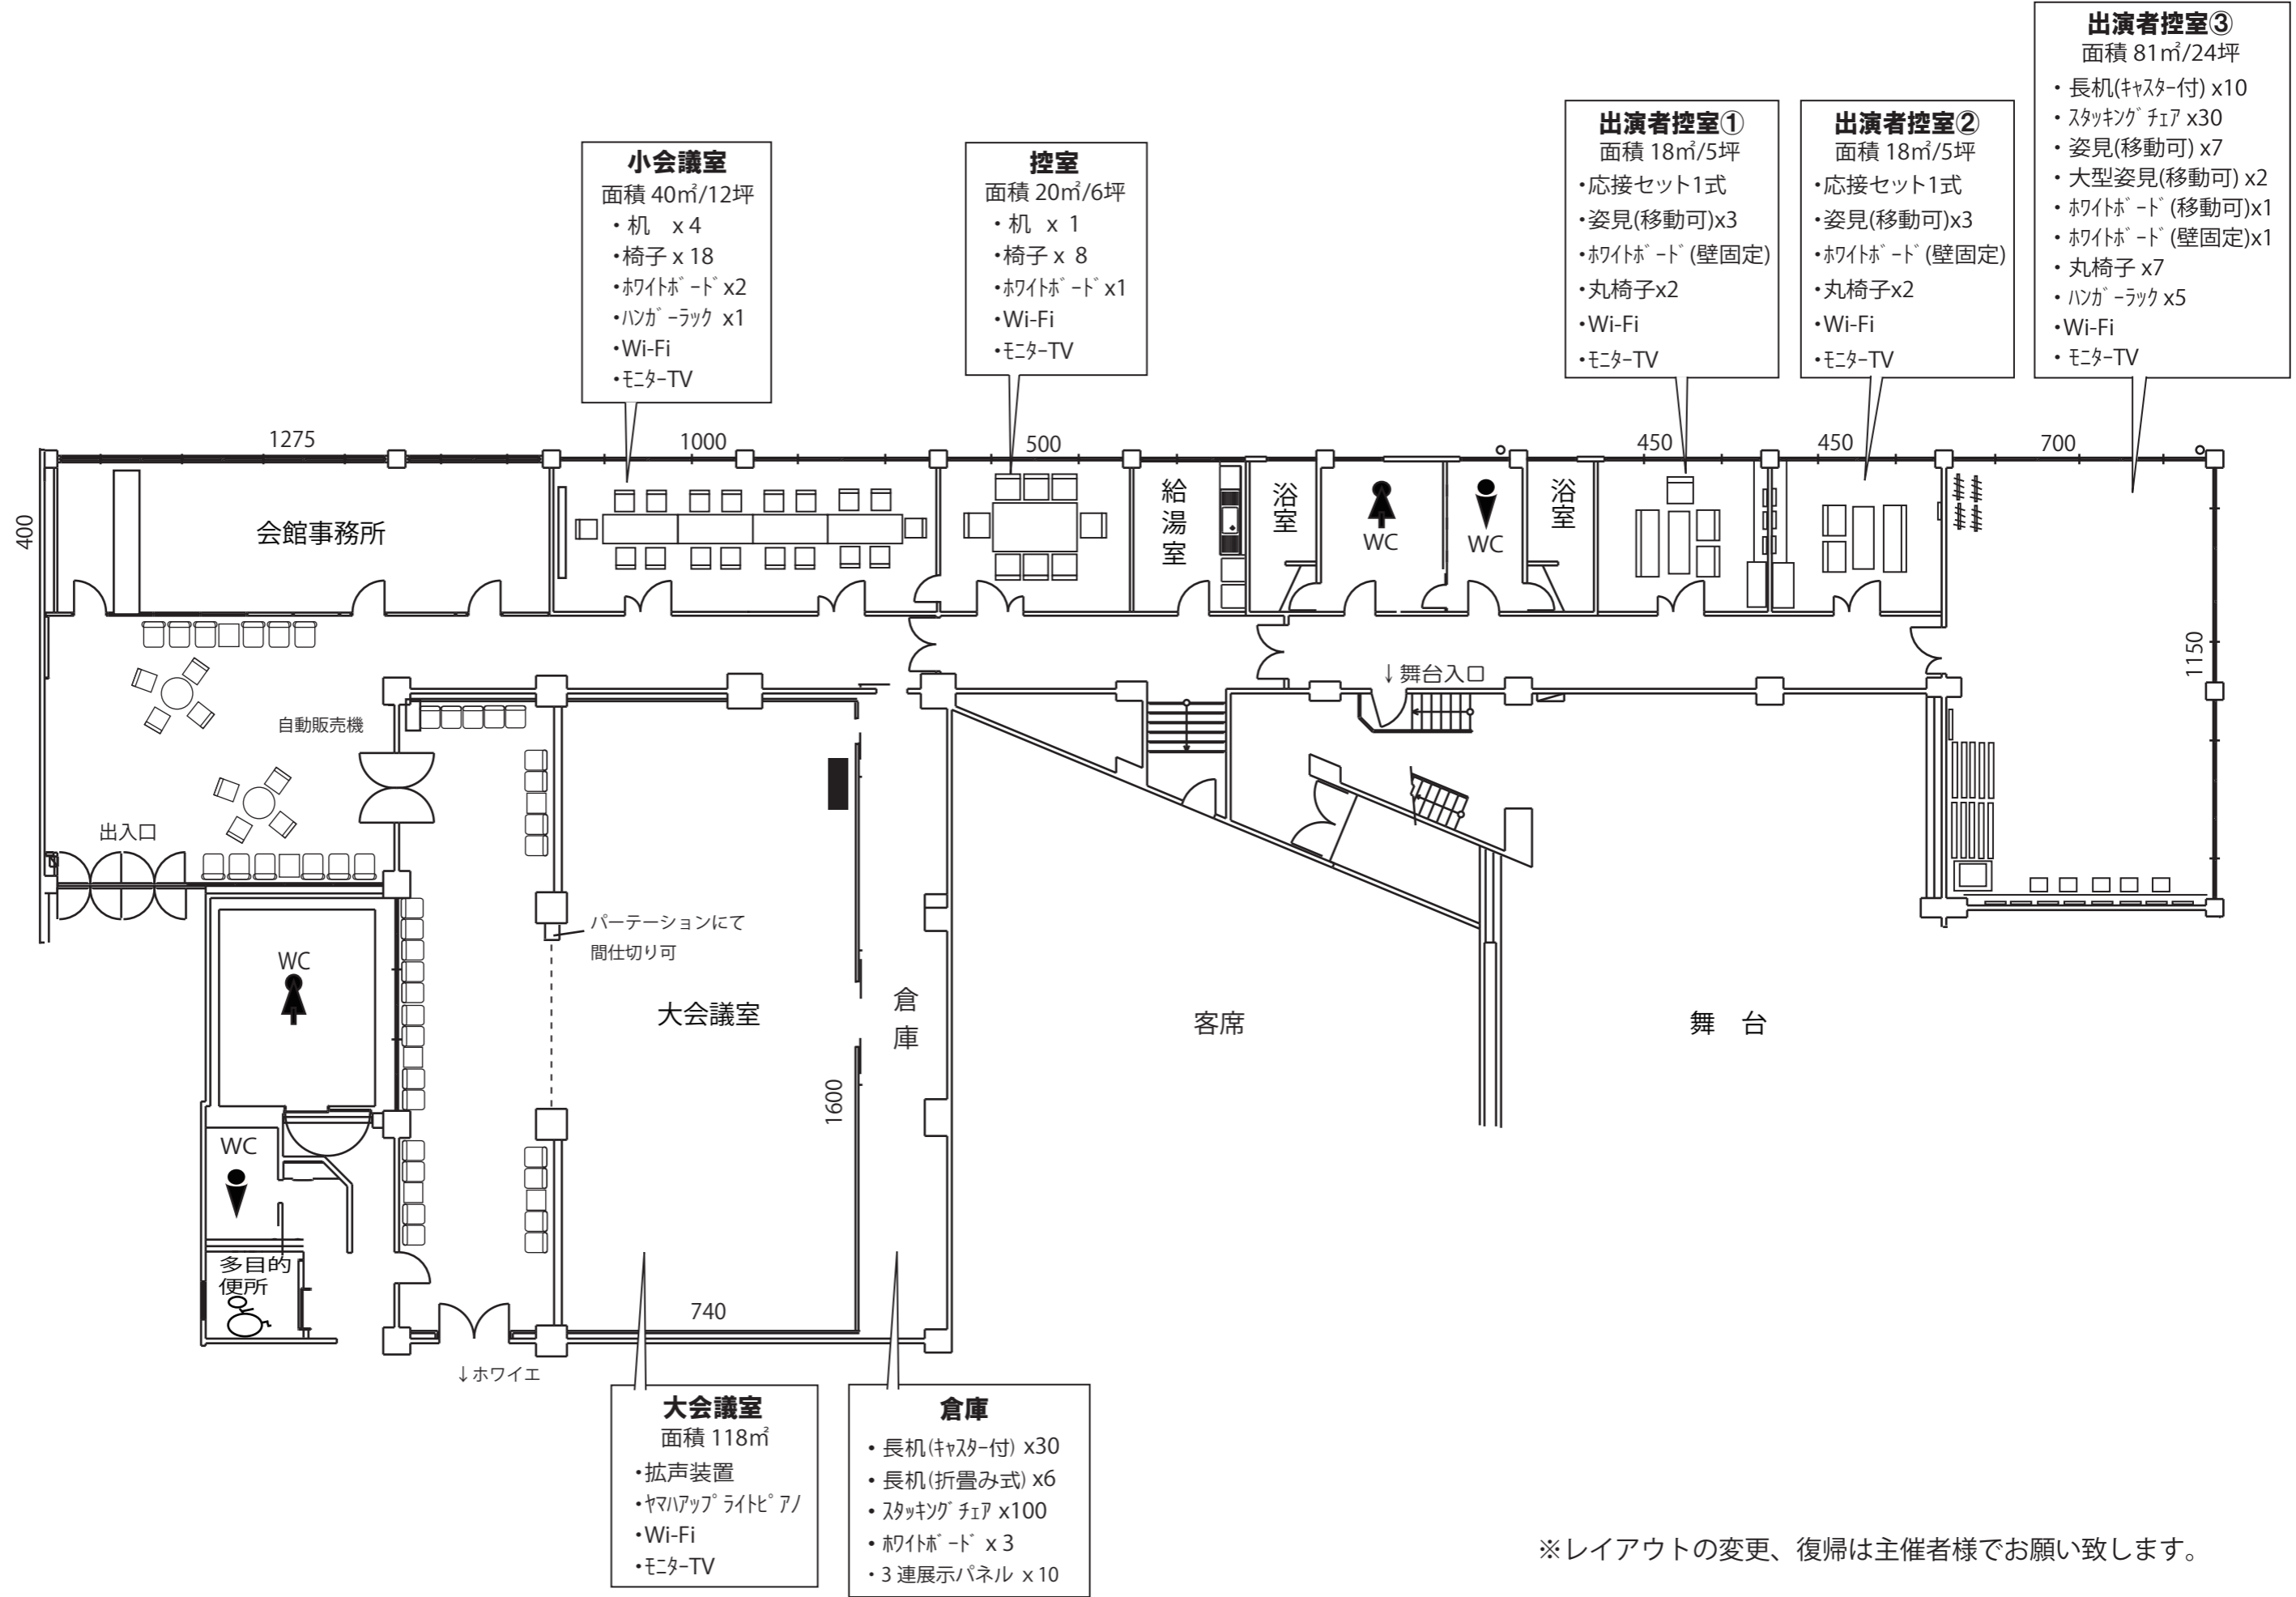 出演者控室③
面積 81㎡/24坪
・長机(ｷｬｽﾀｰ付) x10
・ｽﾀｯｷﾝｸﾞﾁｪｱ x30
・姿見(移動可) x7
・大型姿見(移動可) x2
・ﾎﾜｲﾄﾎﾞｰﾄﾞ(移動可)x1
・ﾎﾜｲﾄﾎﾞｰﾄﾞ(壁固定)x1
・丸椅子 x7
・ﾊﾝｶﾞｰﾗｯｸ x5
・Wi-Fi
・ﾓﾆﾀｰTV
出演者控室①
面積 18㎡/5坪
・応接セット1式
・姿見(移動可)x3
・ﾎﾜｲﾄﾎﾞｰﾄﾞ(壁固定)
・丸椅子x2
・Wi-Fi
・ﾓﾆﾀｰTV
出演者控室②
面積 18㎡/5坪
・応接セット1式
・姿見(移動可)x3
・ﾎﾜｲﾄﾎﾞｰﾄﾞ(壁固定)
・丸椅子x2
・Wi-Fi
・ﾓﾆﾀｰTV
小会議室
面積 40㎡/12坪
・机 x 4
・椅子 x 18
・ﾎﾜｲﾄﾎﾞｰﾄﾞx2
・ﾊﾝｶﾞｰﾗｯｸ x1
・Wi-Fi
・ﾓﾆﾀｰTV
控室
面積 20㎡/6坪
・机 x 1
・椅子 x 8
・ﾎﾜｲﾄﾎﾞｰﾄﾞx1
・Wi-Fi
・ﾓﾆﾀｰTV
1275
1000
500
450
450
700
400
会館事務所
給湯室
浴室
WC
WC
浴室
1150
↓舞台入口
自動販売機
出入口
パーテーションにて
間仕切り可
WC
大会議室
倉庫
客席
舞 台
1600
WC
多目的
便所
740
↓ホワイエ
大会議室
面積 118㎡
・拡声装置
・ﾔﾏﾊｱｯﾌﾟﾗｲﾄﾋﾟｱﾉ
・Wi-Fi
・ﾓﾆﾀｰTV
倉庫
・長机(ｷｬｽﾀｰ付) x30
・長机(折畳み式) x6
・ｽﾀｯｷﾝｸﾞﾁｪｱ x100
・ﾎﾜｲﾄﾎﾞｰﾄﾞ x 3
・3連展示パネル x 10
※レイアウトの変更、復帰は主催者様でお願い致します。